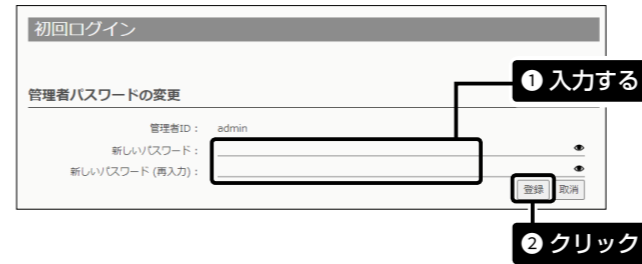 初回ログイン
❶ 入力する
管理者パスワードの変更
管理者ID： admin
新しいパスワード：
新しいパスワード (再入力)：
登録 取消
❷ クリック